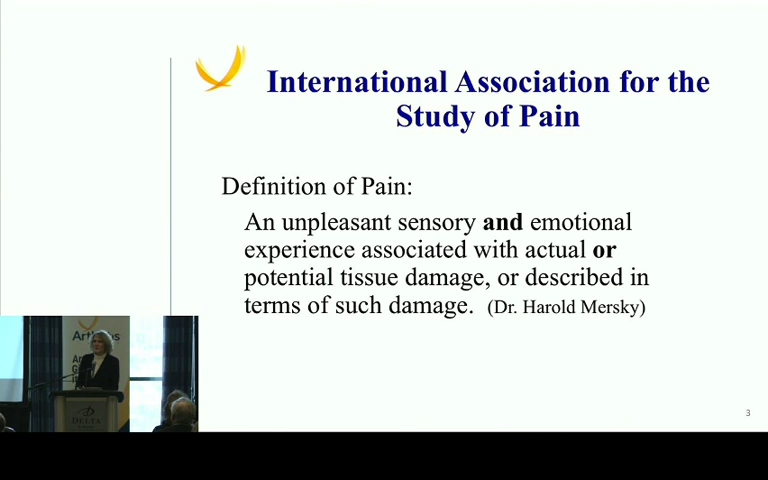 International Association for the
Study of Pain
Definition of Pain:
An unpleasant sensory and emotional
experience associated with actual or
potential tissue damage, or described in
terms of such damage. (Dr. Harold Mersky)
3
DELTA